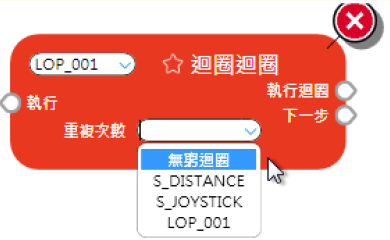 LOP_001
迴圈迴圈
執行迴圈
執行
下一步
重複次數
無窮迴圈
S_DISTANCE
S_JOYSTICK
LOP_001